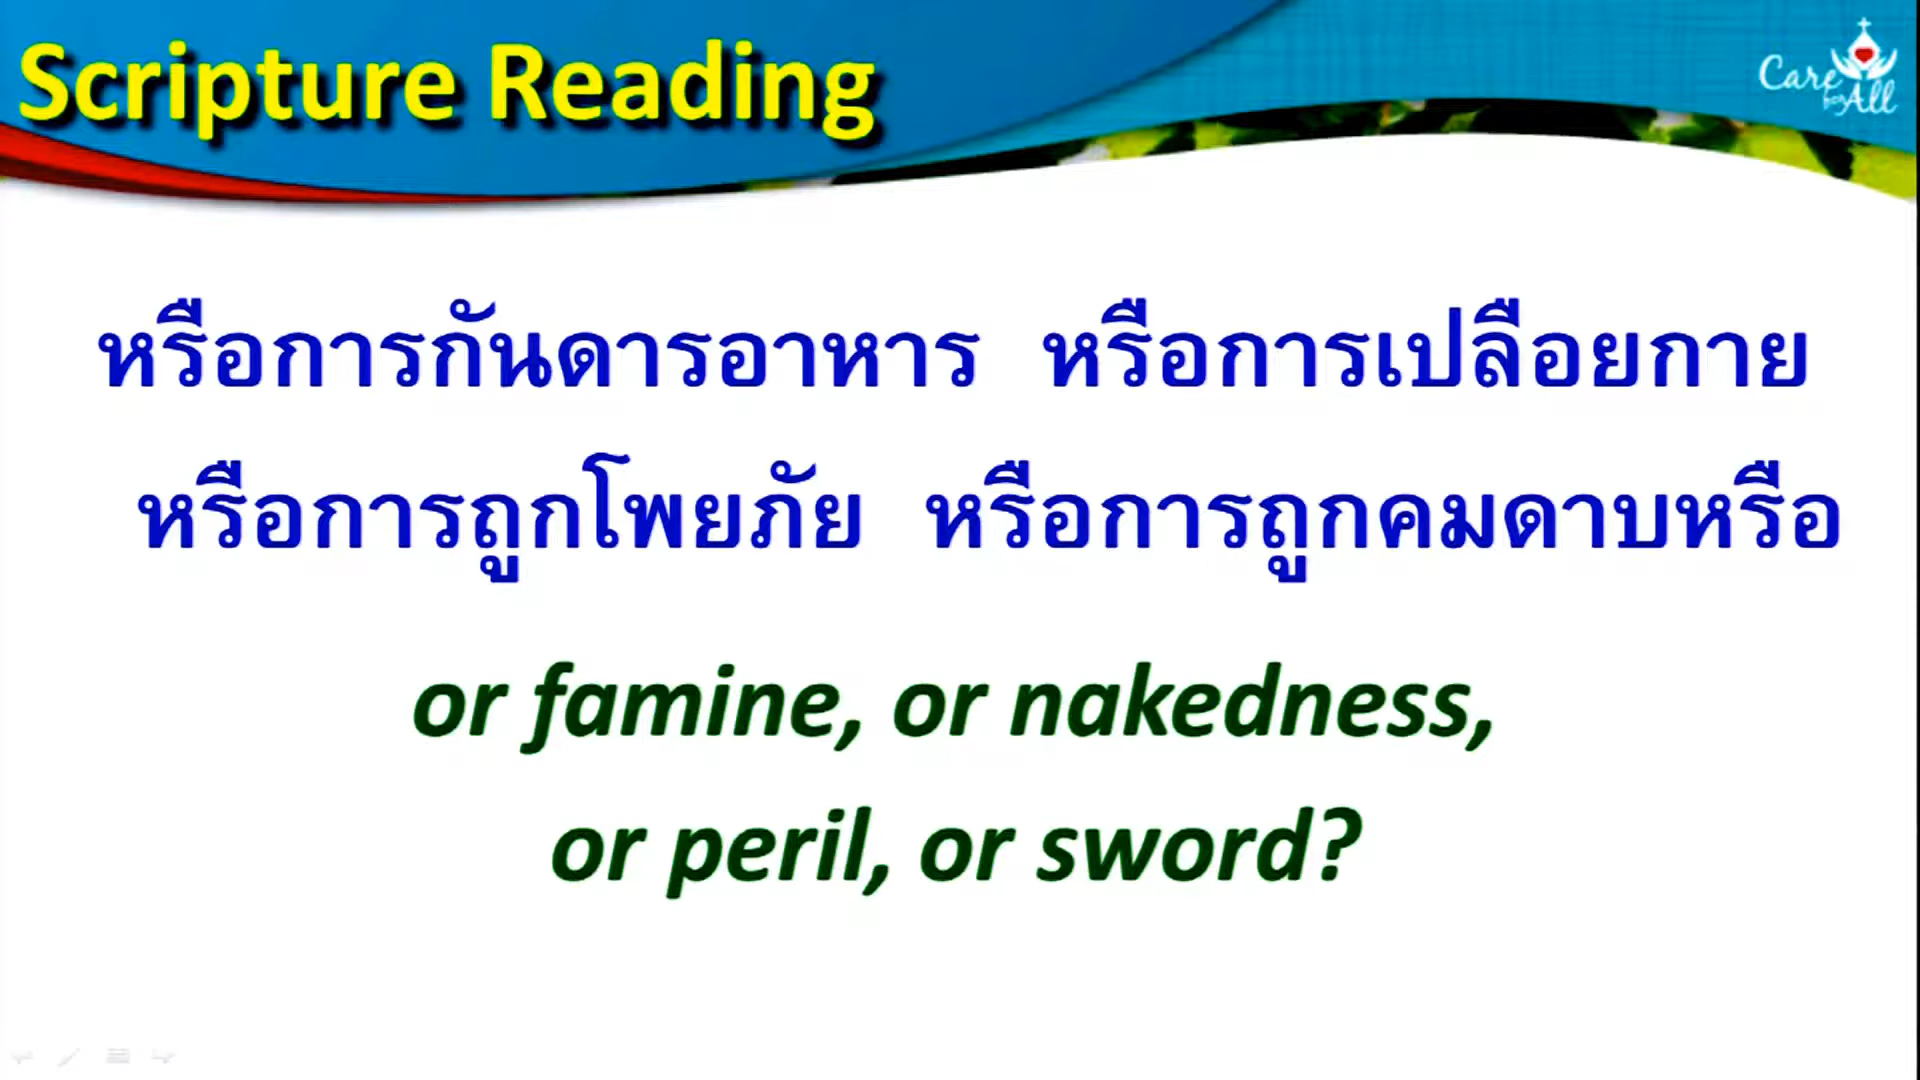 Scripture Reading
Care for All
หรือการกันดารอาหาร หรือการเปลือยกาย
หรือการถูกโพยภัย หรือการถูกคมดาบหรือ
or famine, or nakedness,
or peril, or sword?